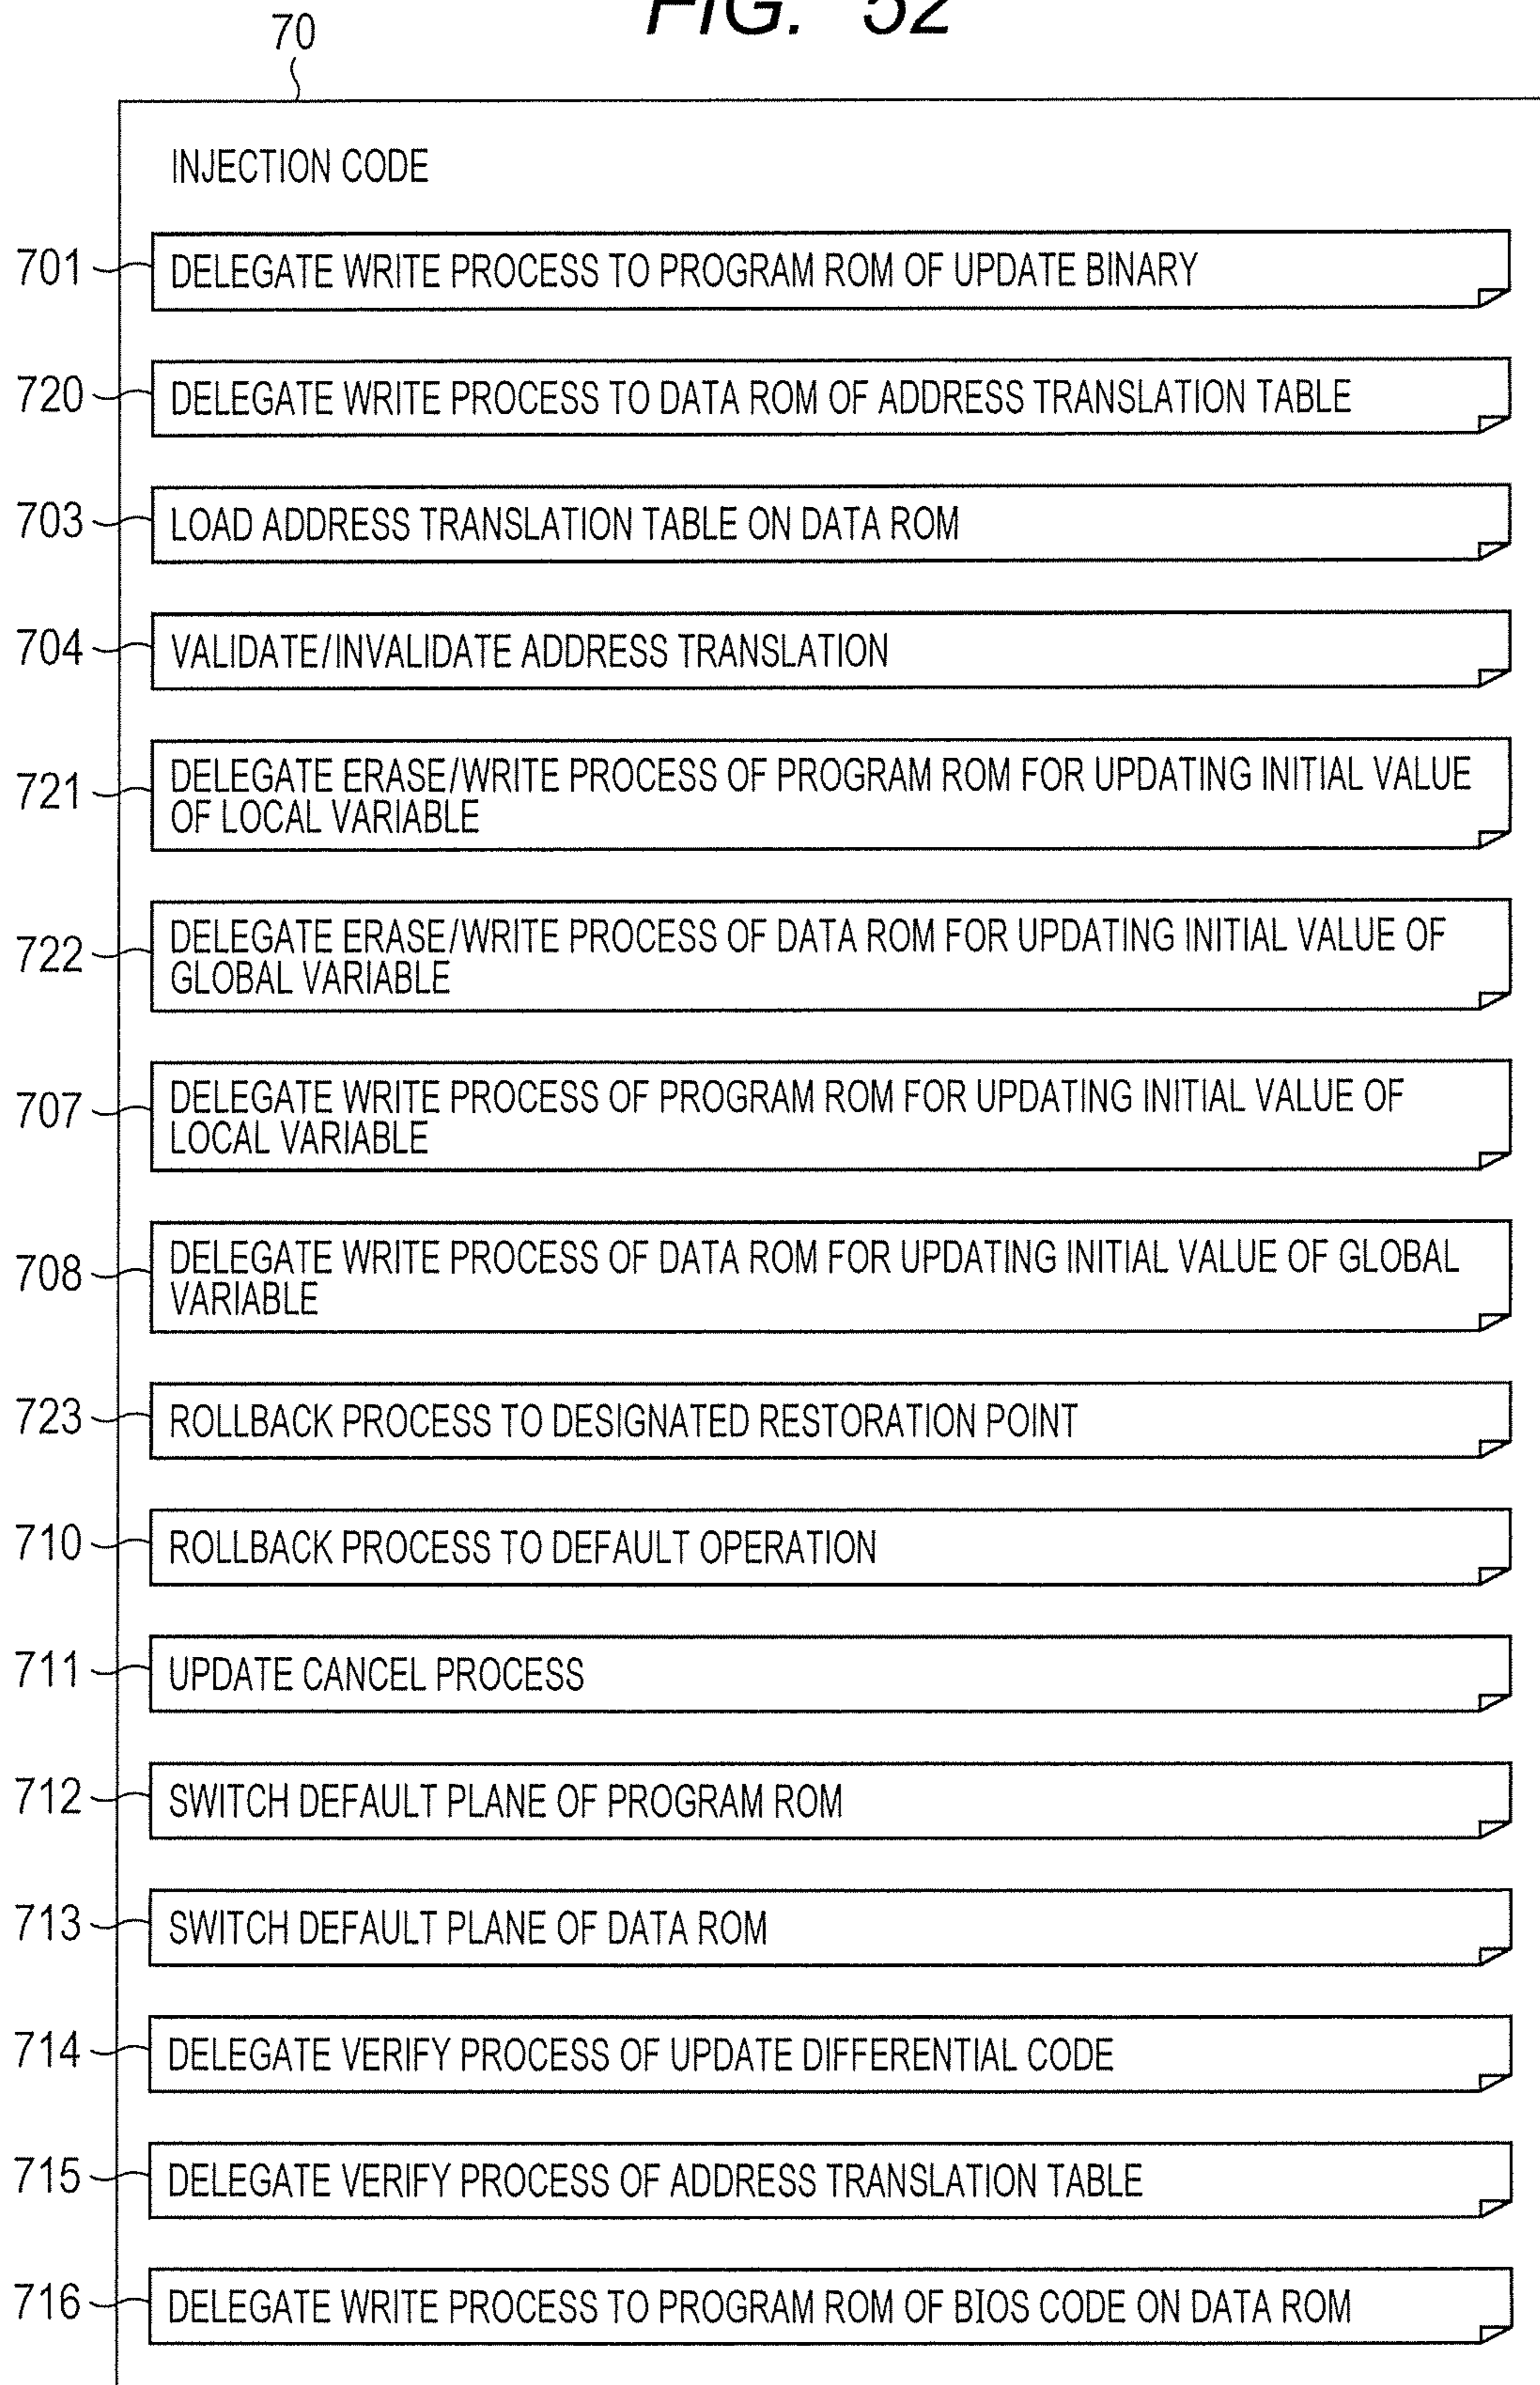 FIG. 52
70
INJECTION CODE
701 DELEGATE WRITE PROCESS TO PROGRAM ROM OF UPDATE BINARY
720 DELEGATE WRITE PROCESS TO DATA ROM OF ADDRESS TRANSLATION TABLE
703 LOAD ADDRESS TRANSLATION TABLE ON DATA ROM
704 VALIDATE/INVALIDATE ADDRESS TRANSLATION
721 DELEGATE ERASE/WRITE PROCESS OF PROGRAM ROM FOR UPDATING INITIAL VALUE
OF LOCAL VARIABLE
722 DELEGATE ERASE/WRITE PROCESS OF DATA ROM FOR UPDATING INITIAL VALUE OF
GLOBAL VARIABLE
707 DELEGATE WRITE PROCESS OF PROGRAM ROM FOR UPDATING INITIAL VALUE OF
LOCAL VARIABLE
708 DELEGATE WRITE PROCESS OF DATA ROM FOR UPDATING INITIAL VALUE OF GLOBAL
VARIABLE
723 ROLLBACK PROCESS TO DESIGNATED RESTORATION POINT
710 ROLLBACK PROCESS TO DEFAULT OPERATION
711 UPDATE CANCEL PROCESS
712 SWITCH DEFAULT PLANE OF PROGRAM ROM
713 SWITCH DEFAULT PLANE OF DATA ROM
714 DELEGATE VERIFY PROCESS OF UPDATE DIFFERENTIAL CODE
715 DELEGATE VERIFY PROCESS OF ADDRESS TRANSLATION TABLE
716 DELEGATE WRITE PROCESS TO PROGRAM ROM OF BIOS CODE ON DATA ROM